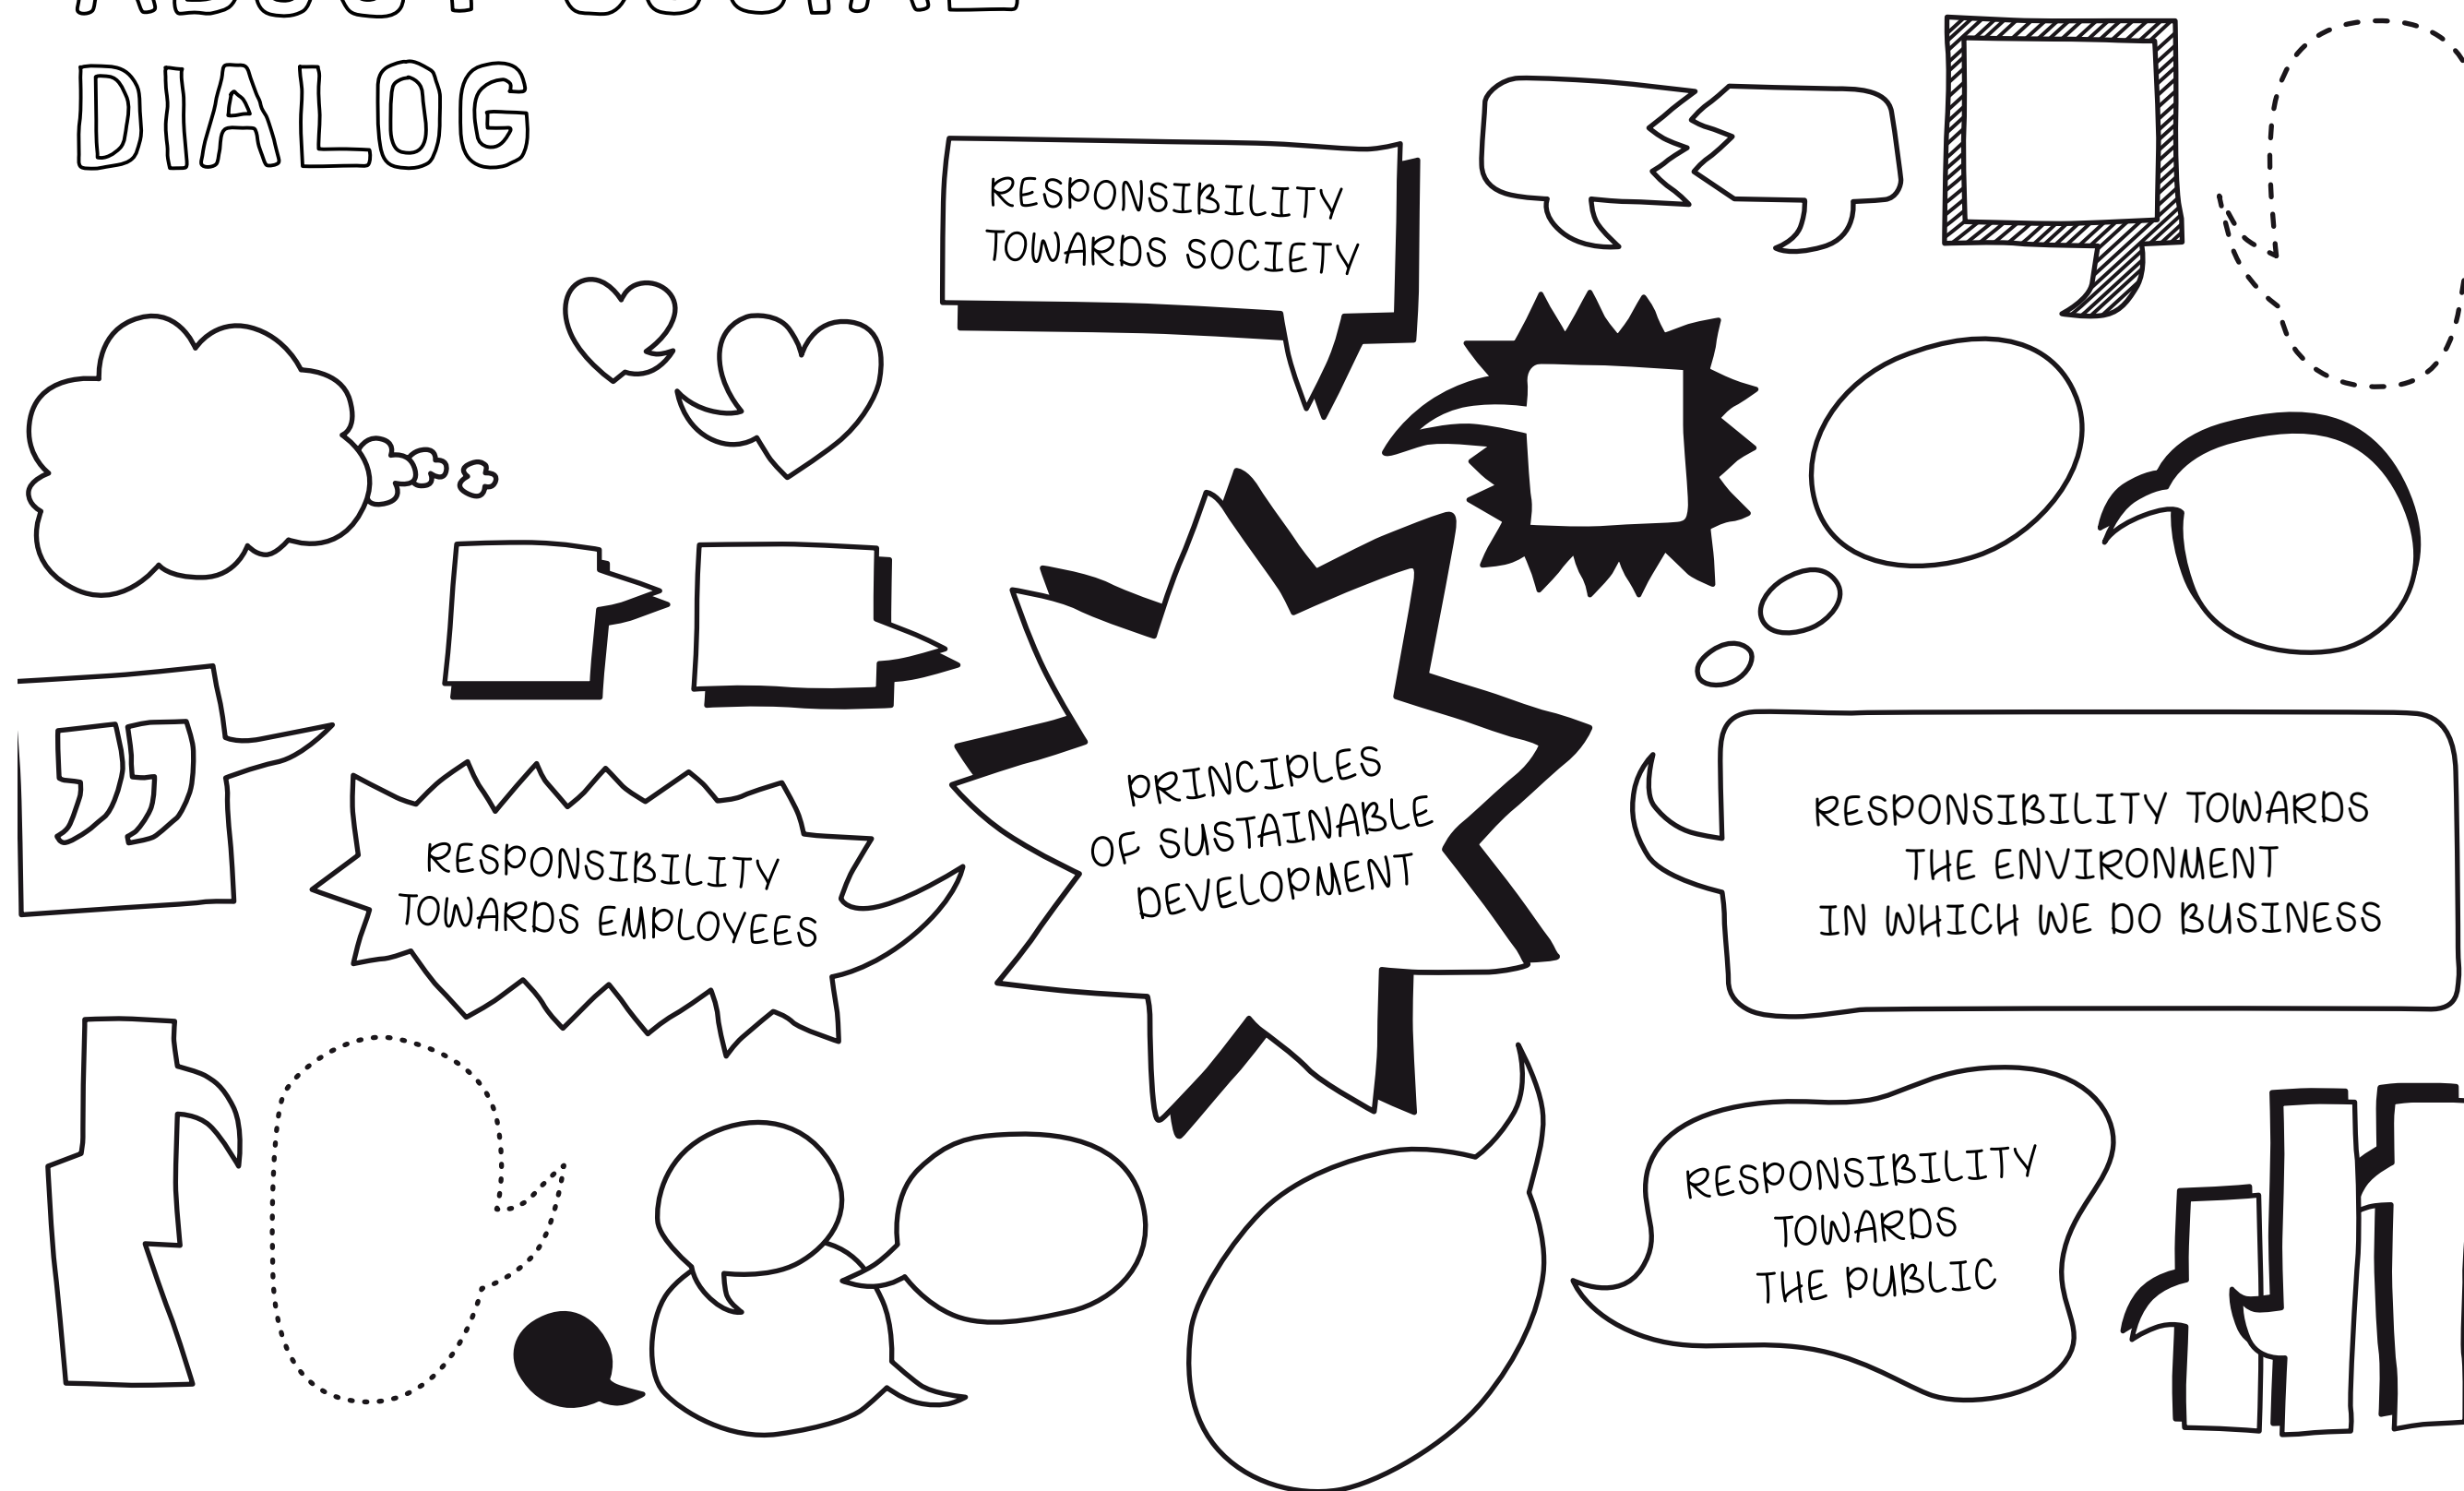 DIALOG
RESPONSIBILITY
TOWARDS SOCIETY
PRINCIPLES
OF SUSTAINABLE
DEVELOPMENT
RESPONSIBILITY
TOWARDS EMPLOYEES
RESPONSIBILITY TOWARDS
THE ENVIRONMENT
IN WHICH WE DO BUSINESS
RESPONSIBILITY
TOWARDS
THE PUBLIC